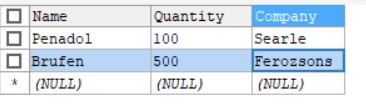 Name Quantity Company
Penadol 100 Searle
Brufen 500 Ferozsons
* (NULL) (NULL) (NULL)